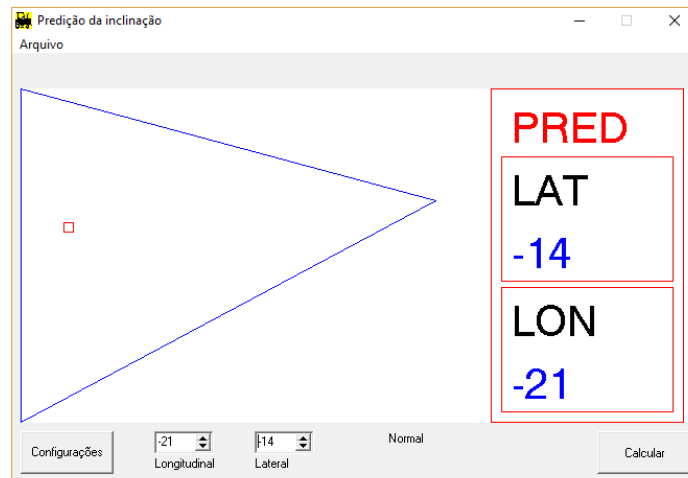 Predição da inclinação
Arquivo
PRED
LAT
-14
LON
-21
Configurações
-21
Longitudinal
-14
Lateral
Normal
Calcular